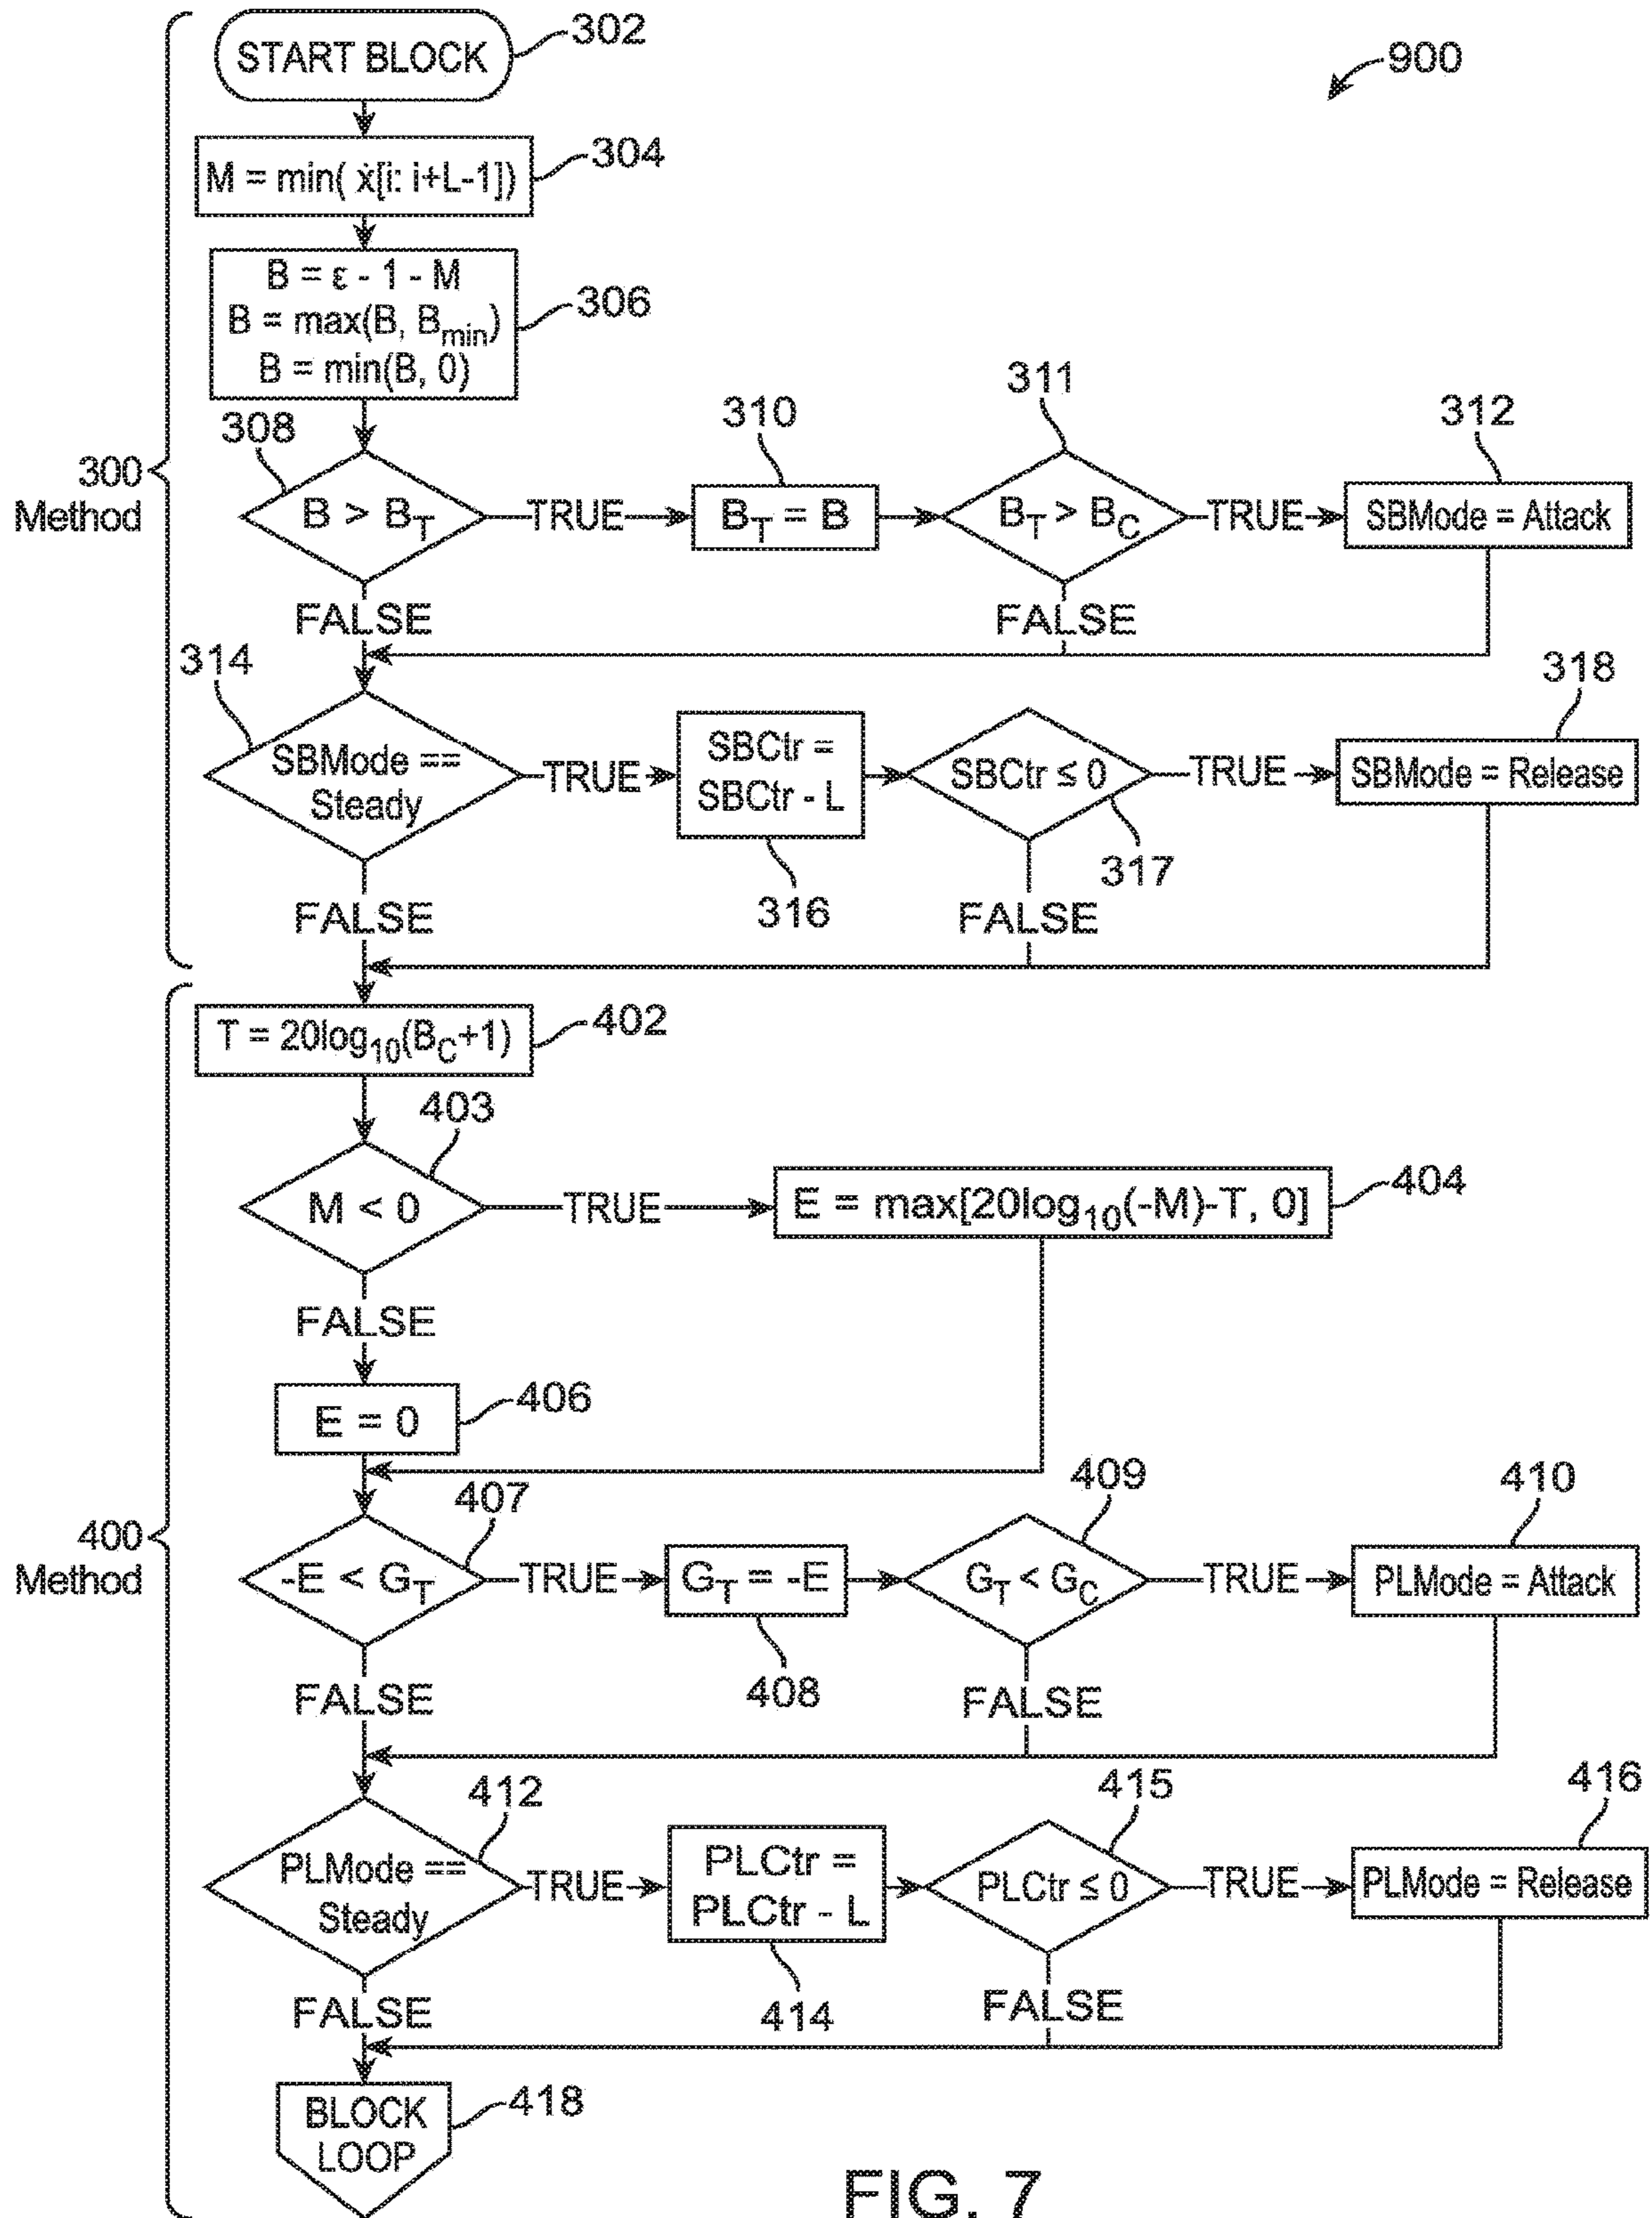 START BLOCK
302
900
M = min( ẋ[i: i+L-1])
304
B = ε - 1 - M
B = max(B, Bmin)
B = min(B, 0)
306
300
Method
308
B > BT
TRUE
310
BT = B
311
BT > BC
TRUE
312
SBMode = Attack
FALSE
FALSE
314
SBMode ==
Steady
TRUE
SBCtr =
SBCtr - L
316
SBCtr ≤ 0
317
TRUE
318
SBMode = Release
FALSE
FALSE
T = 20log10(BC+1)
402
403
M < 0
TRUE
E = max[20log10(-M)-T, 0]
404
FALSE
E = 0
406
400
Method
407
-E < GT
TRUE
GT = -E
408
409
GT < GC
TRUE
410
PLMode = Attack
FALSE
FALSE
412
PLMode ==
Steady
TRUE
PLCtr =
PLCtr - L
414
415
PLCtr ≤ 0
TRUE
416
PLMode = Release
FALSE
FALSE
BLOCK
LOOP
418
FIG. 7